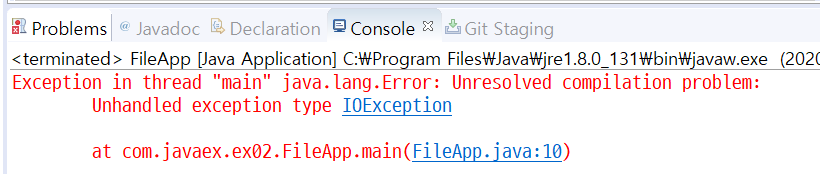 Problems @ Javadoc Declaration Console Git Staging
<terminated> FileApp [Java Application] C:₩Program Files₩Java₩jre1.8.0_131₩bin₩javaw.exe (2020
Exception in thread "main" java.lang.Error: Unresolved compilation problem:
Unhandled exception type IOException
at com.javaex.ex02.FileApp.main(FileApp.java:10)